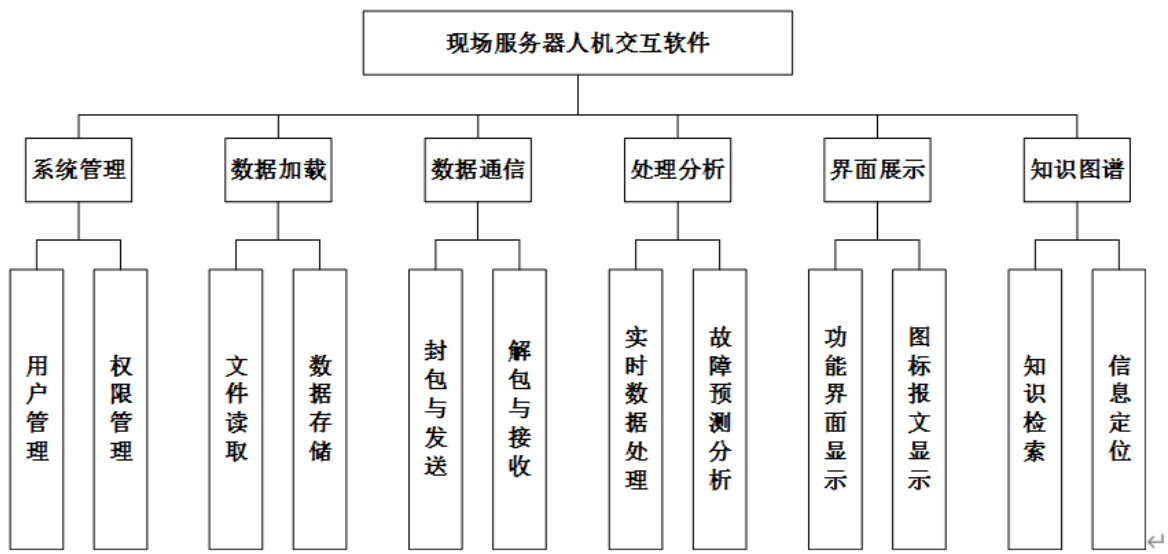 现场服务器人机交互软件
系统管理
数据加载
数据通信
处理分析
界面展示
知识图谱
用户管理
权限管理
文件读取
数据存储
封包与发送
解包与接收
实时数据处理
故障预测分析
功能界面显示
图标报文显示
知识检索
信息定位